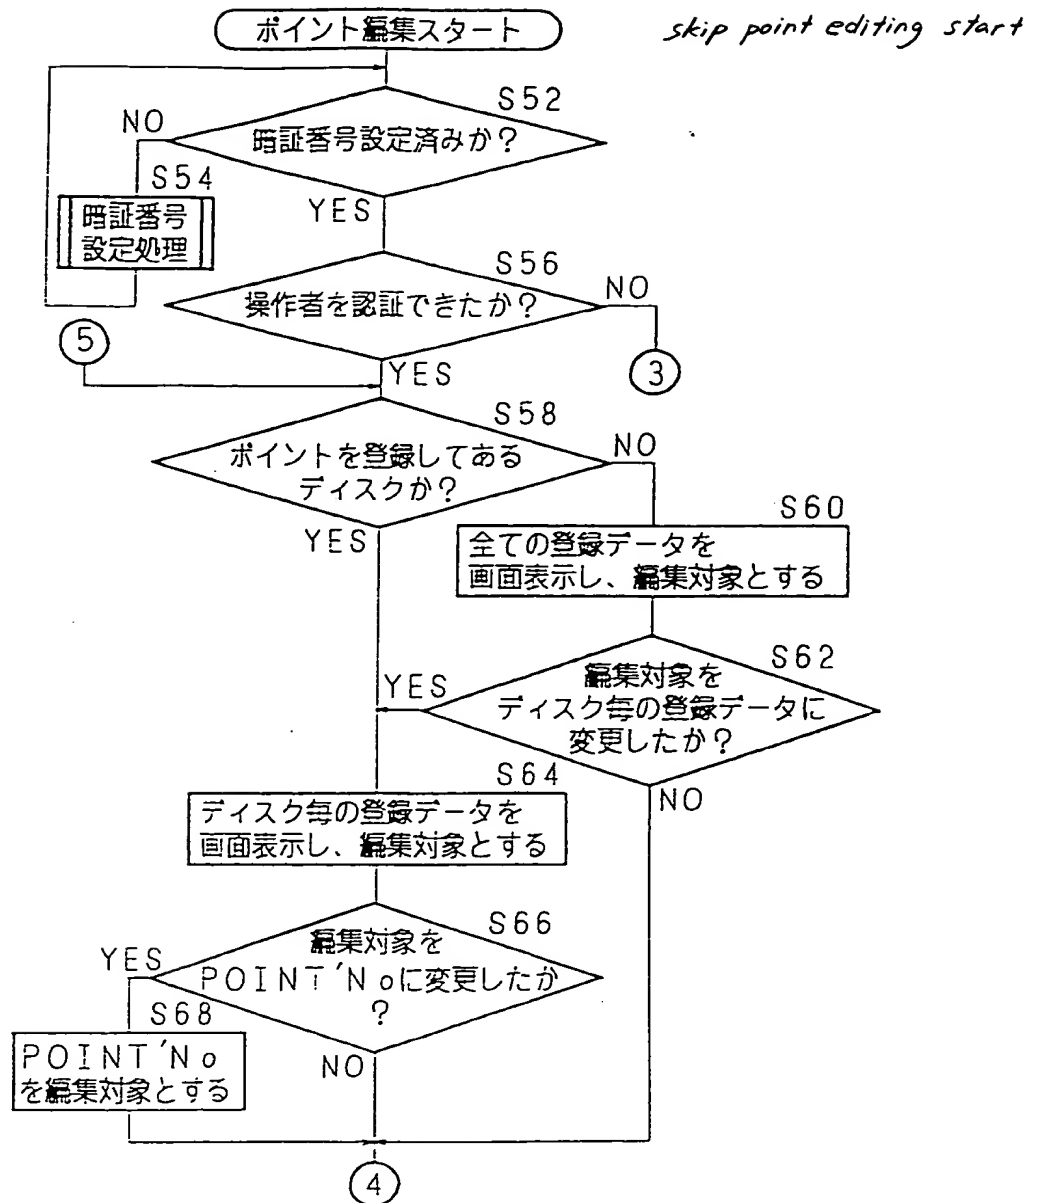 ポイント編集スタート
skip point editing start
S52
NO
暗証番号設定済みか？
S54
YES
暗証番号
設定処理
S56
NO
操作者を認証できたか？
⑤
③
YES
S58
NO
ポイントを登録してある
ディスクか？
S60
YES
全ての登録データを
画面表示し、編集対象とする
S62
編集対象を
YES
ディスク毎の登録データに
変更したか？
S64
NO
ディスク毎の登録データを
画面表示し、編集対象とする
S66
編集対象を
YES
POINT'Noに変更したか
？
S68
POINT'No
NO
を編集対象とする
④